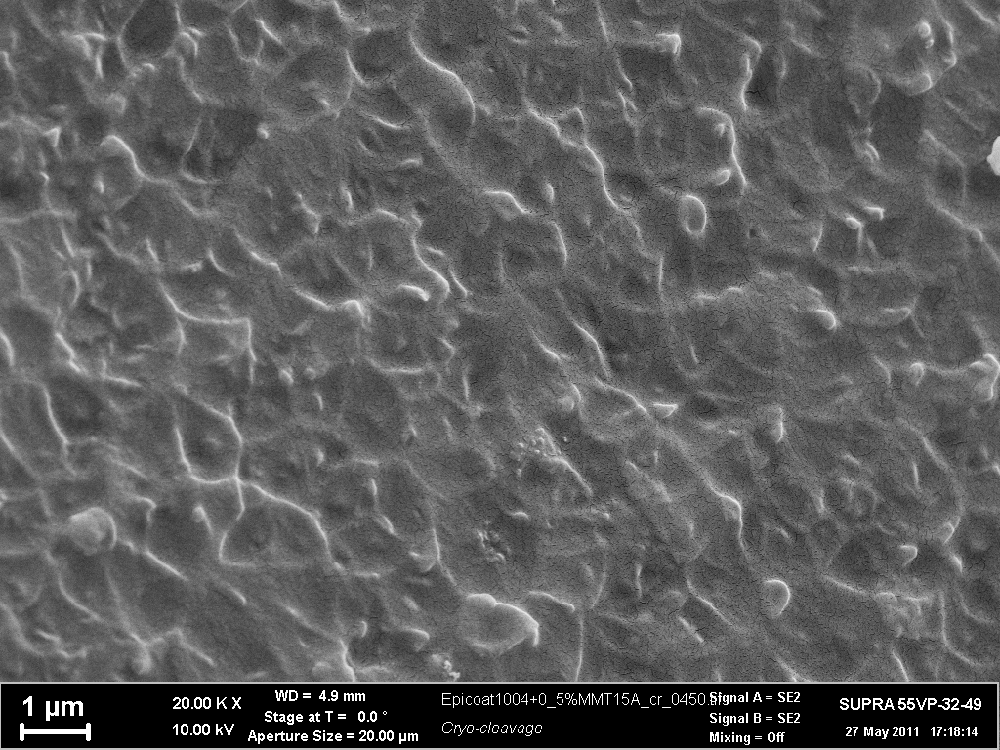 1 µm
20.00 K X
10.00 kV
WD = 4.9 mm
Stage at T = 0.0 °
Aperture Size = 20.00 µm
Epicoat1004+0_5%MMT15A_cr_0450
Cryo-cleavage
Signal A = SE2
Signal B = SE2
Mixing = Off
SUPRA 55VP-32-49
27 May 2011 17:18:14